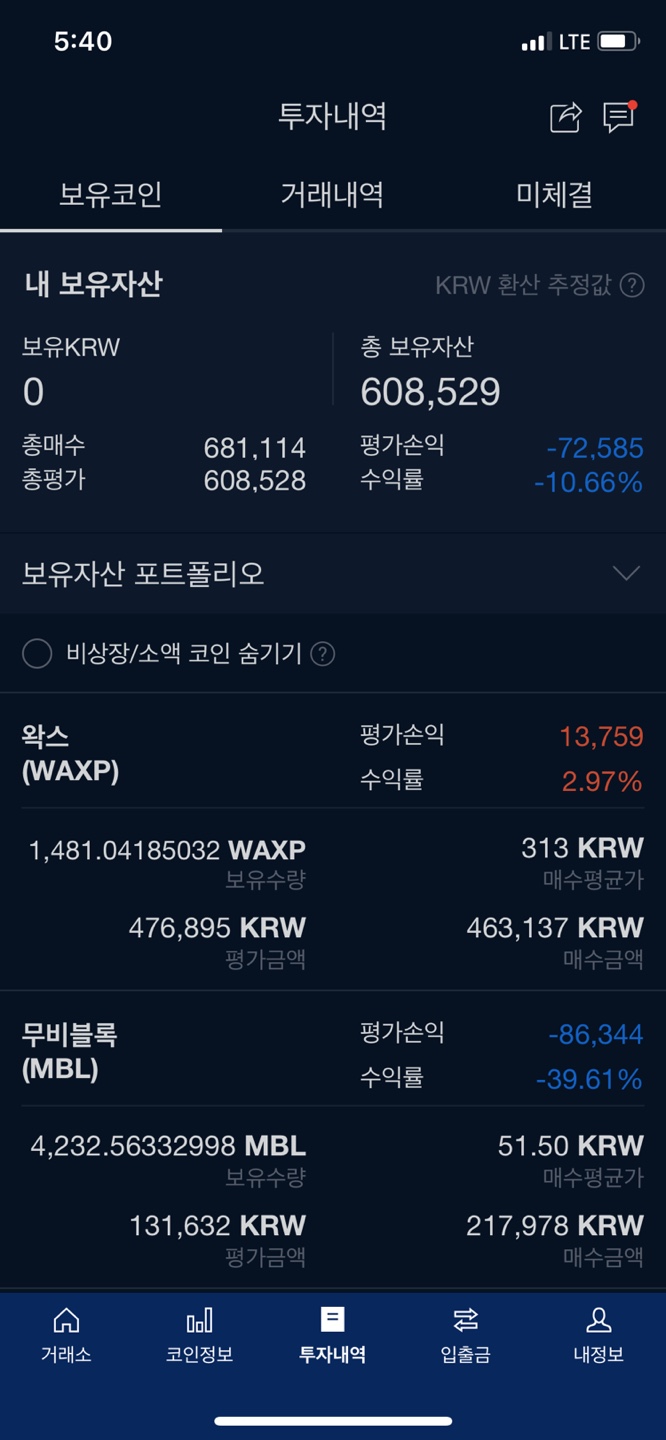 5:40 LTE
투자내역
보유코인 거래내역 미체결
내 보유자산 KRW 환산 추정값 ?
보유KRW 총 보유자산
0 608,529
총매수 681,114 평가손익 -72,585
총평가 608,528 수익률 -10.66%
보유자산 포트폴리오
비상장/소액 코인 숨기기 ?
왁스 평가손익 13,759
(WAXP) 수익률 2.97%
1,481.04185032 WAXP 313 KRW
보유수량 매수평균가
476,895 KRW 463,137 KRW
평가금액 매수금액
무비블록 평가손익 -86,344
(MBL) 수익률 -39.61%
4,232.56332998 MBL 51.50 KRW
보유수량 매수평균가
131,632 KRW 217,978 KRW
평가금액 매수금액
거래소 코인정보 투자내역 입출금 내정보